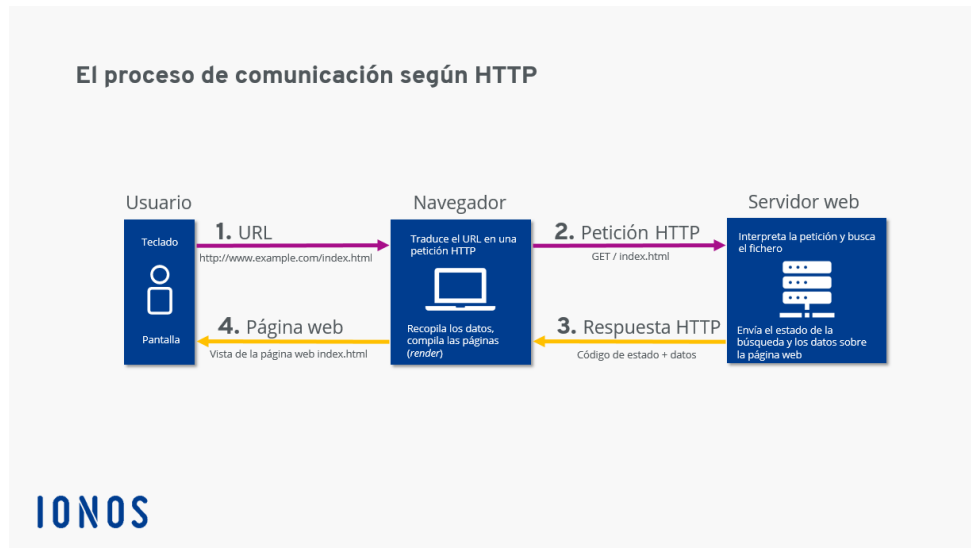 El proceso de comunicación según HTTP
Usuario
Navegador
Servidor web
Teclado
Pantalla
1. URL
http://www.example.com/index.html
4. Página web
Vista de la página web index.html
Traduce el URL en una
petición HTTP
Recopila los datos,
compila las páginas
(render)
2. Petición HTTP
GET / index.html
3. Respuesta HTTP
Código de estado + datos
Interpreta la petición y busca
el fichero
Envía el estado de la
búsqueda y los datos sobre
la página web
IONOS